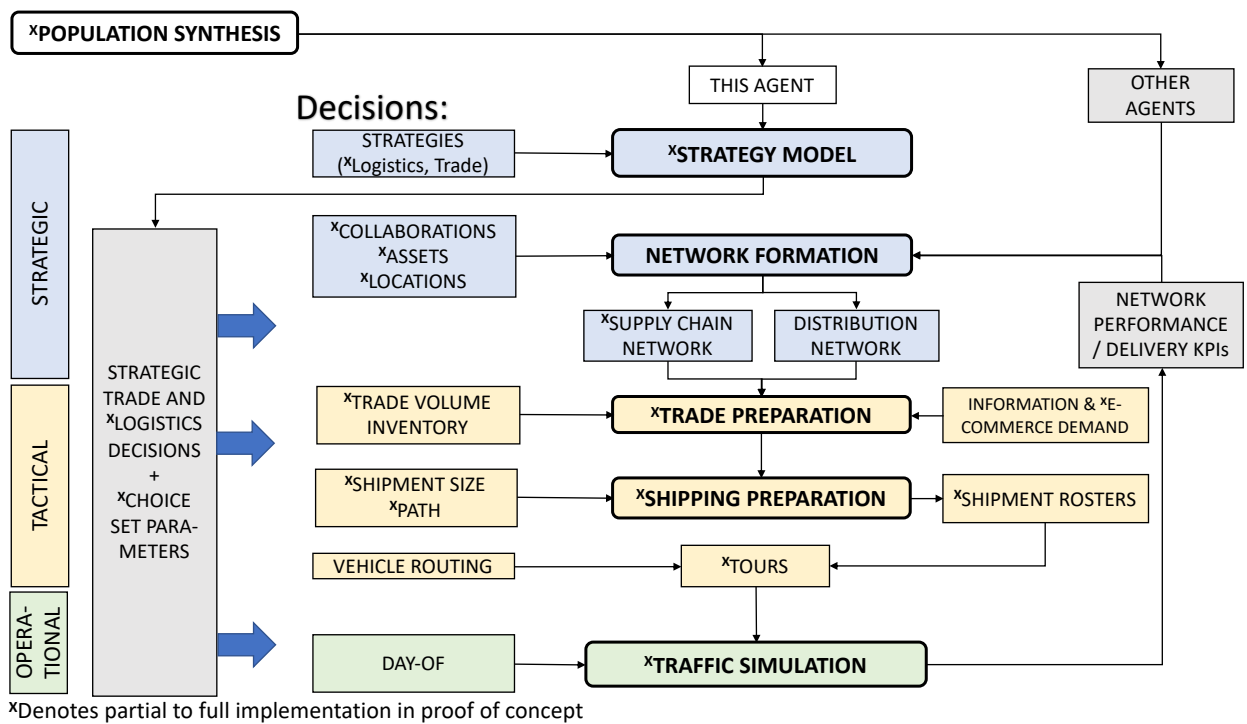 ˣPOPULATION SYNTHESIS
THIS AGENT
OTHER
AGENTS
Decisions:
STRATEGIES
(ˣLogistics, Trade)
ˣSTRATEGY MODEL
STRATEGIC
ˣCOLLABORATIONS
ˣASSETS
ˣLOCATIONS
NETWORK FORMATION
NETWORK
PERFORMANCE
/ DELIVERY KPIs
ˣSUPPLY CHAIN
NETWORK
DISTRIBUTION
NETWORK
STRATEGIC
TRADE AND
ˣLOGISTICS
DECISIONS
+
ˣCHOICE
SET PARA-
METERS
TACTICAL
ˣTRADE VOLUME
INVENTORY
ˣTRADE PREPARATION
INFORMATION & ˣE-
COMMERCE DEMAND
ˣSHIPMENT SIZE
ˣPATH
ˣSHIPPING PREPARATION
ˣSHIPMENT ROSTERS
VEHICLE ROUTING
ˣTOURS
OPERA-
TIONAL
DAY-OF
ˣTRAFFIC SIMULATION
ˣDenotes partial to full implementation in proof of concept